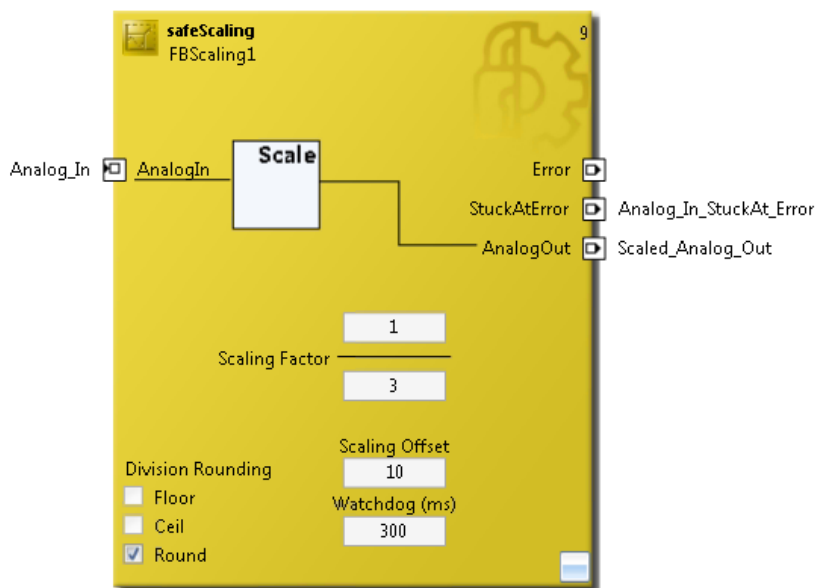 safeScaling
9
FBScaling1
Scale
Analog_In
AnalogIn
Error
StuckAtError
Analog_In_StuckAt_Error
AnalogOut
Scaled_Analog_Out
1
Scaling Factor
3
Scaling Offset
Division Rounding
10
Floor
Watchdog (ms)
Ceil
300
Round